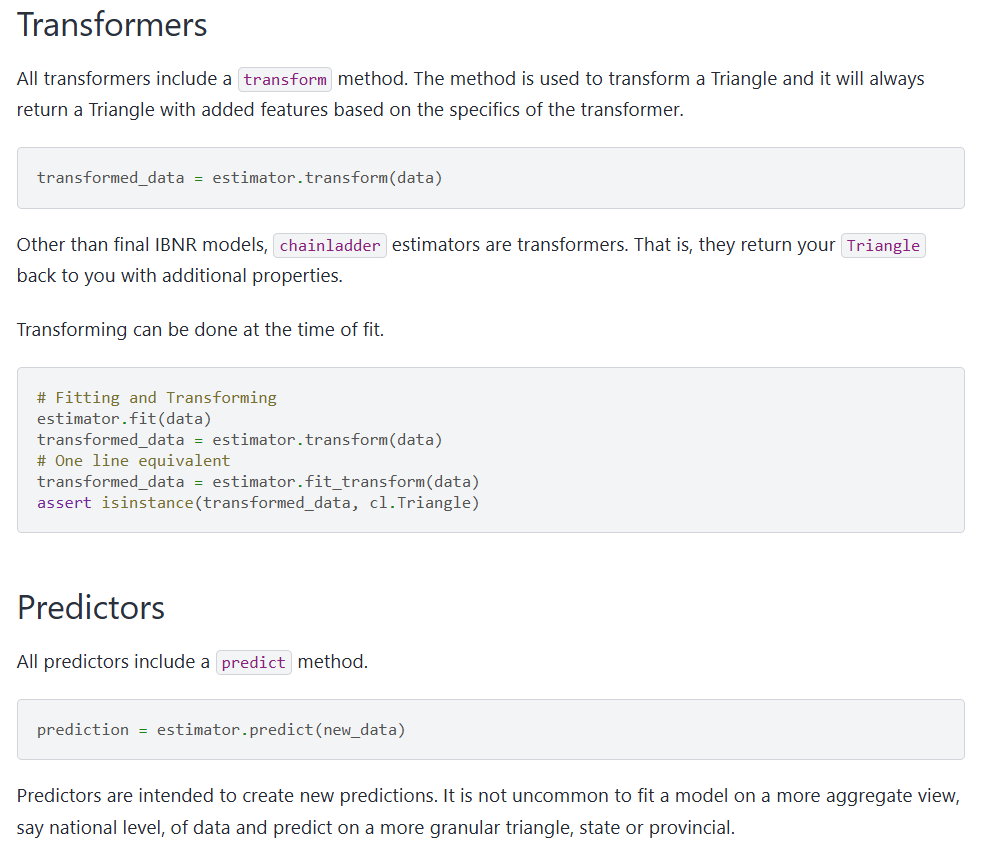 Transformers
All transformers include a transform method. The method is used to transform a Triangle and it will always
return a Triangle with added features based on the specifics of the transformer.
transformed_data = estimator.transform(data)
Other than final IBNR models, chainladder estimators are transformers. That is, they return your Triangle
back to you with additional properties.
Transforming can be done at the time of fit.
# Fitting and Transforming
estimator.fit(data)
transformed_data = estimator.transform(data)
# One line equivalent
transformed_data = estimator.fit_transform(data)
assert isinstance(transformed_data, cl.Triangle)
Predictors
All predictors include a predict method.
prediction = estimator.predict(new_data)
Predictors are intended to create new predictions. It is not uncommon to fit a model on a more aggregate view,
say national level, of data and predict on a more granular triangle, state or provincial.